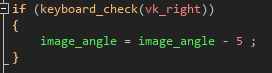 if (keyboard_check(vk_right))
{
image_angle = image_angle - 5 ;
}